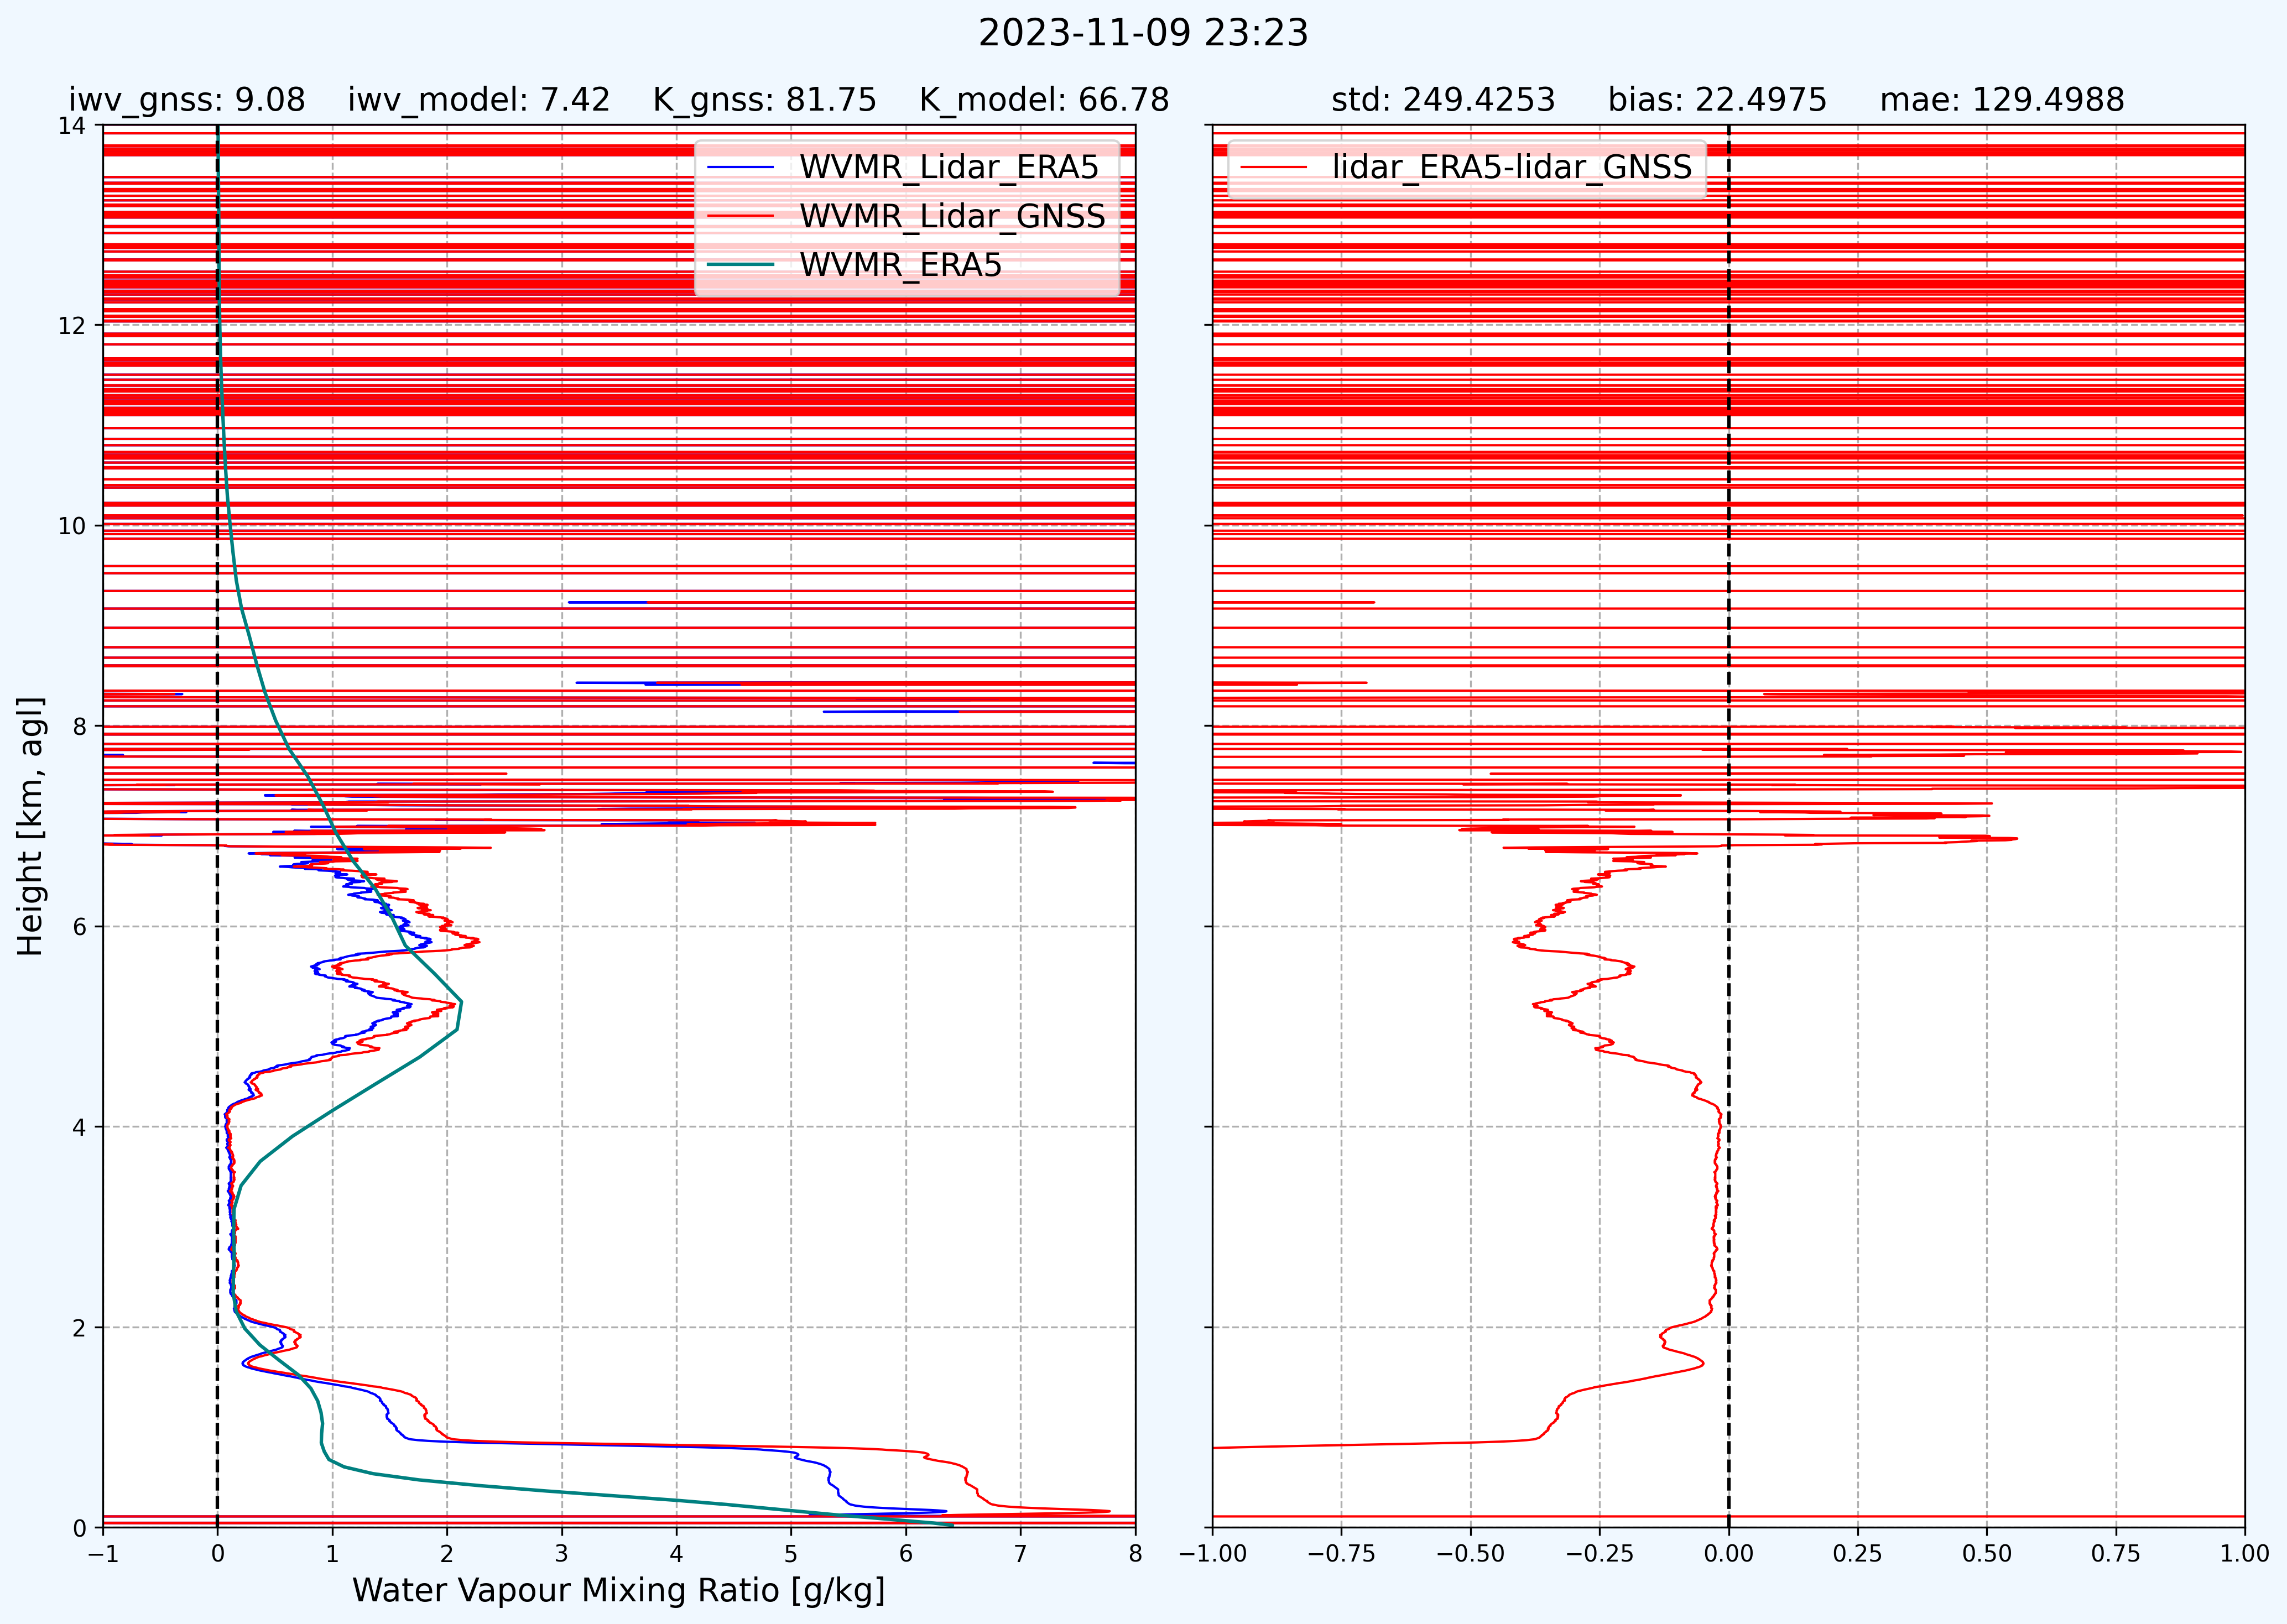 2023-11-09 23:23
iwv_gnss: 9.08 iwv_model: 7.42 K_gnss: 81.75 K_model: 66.78
std: 249.4253 bias: 22.4975 mae: 129.4988
WVMR_Lidar_ERA5
WVMR_Lidar_GNSS
WVMR_ERA5
lidar_ERA5-lidar_GNSS
Height [km, agl]
14
12
10
8
6
4
2
0
−1 0 1 2 3 4 5 6 7 8
Water Vapour Mixing Ratio [g/kg]
−1.00 −0.75 −0.50 −0.25 0.00 0.25 0.50 0.75 1.00